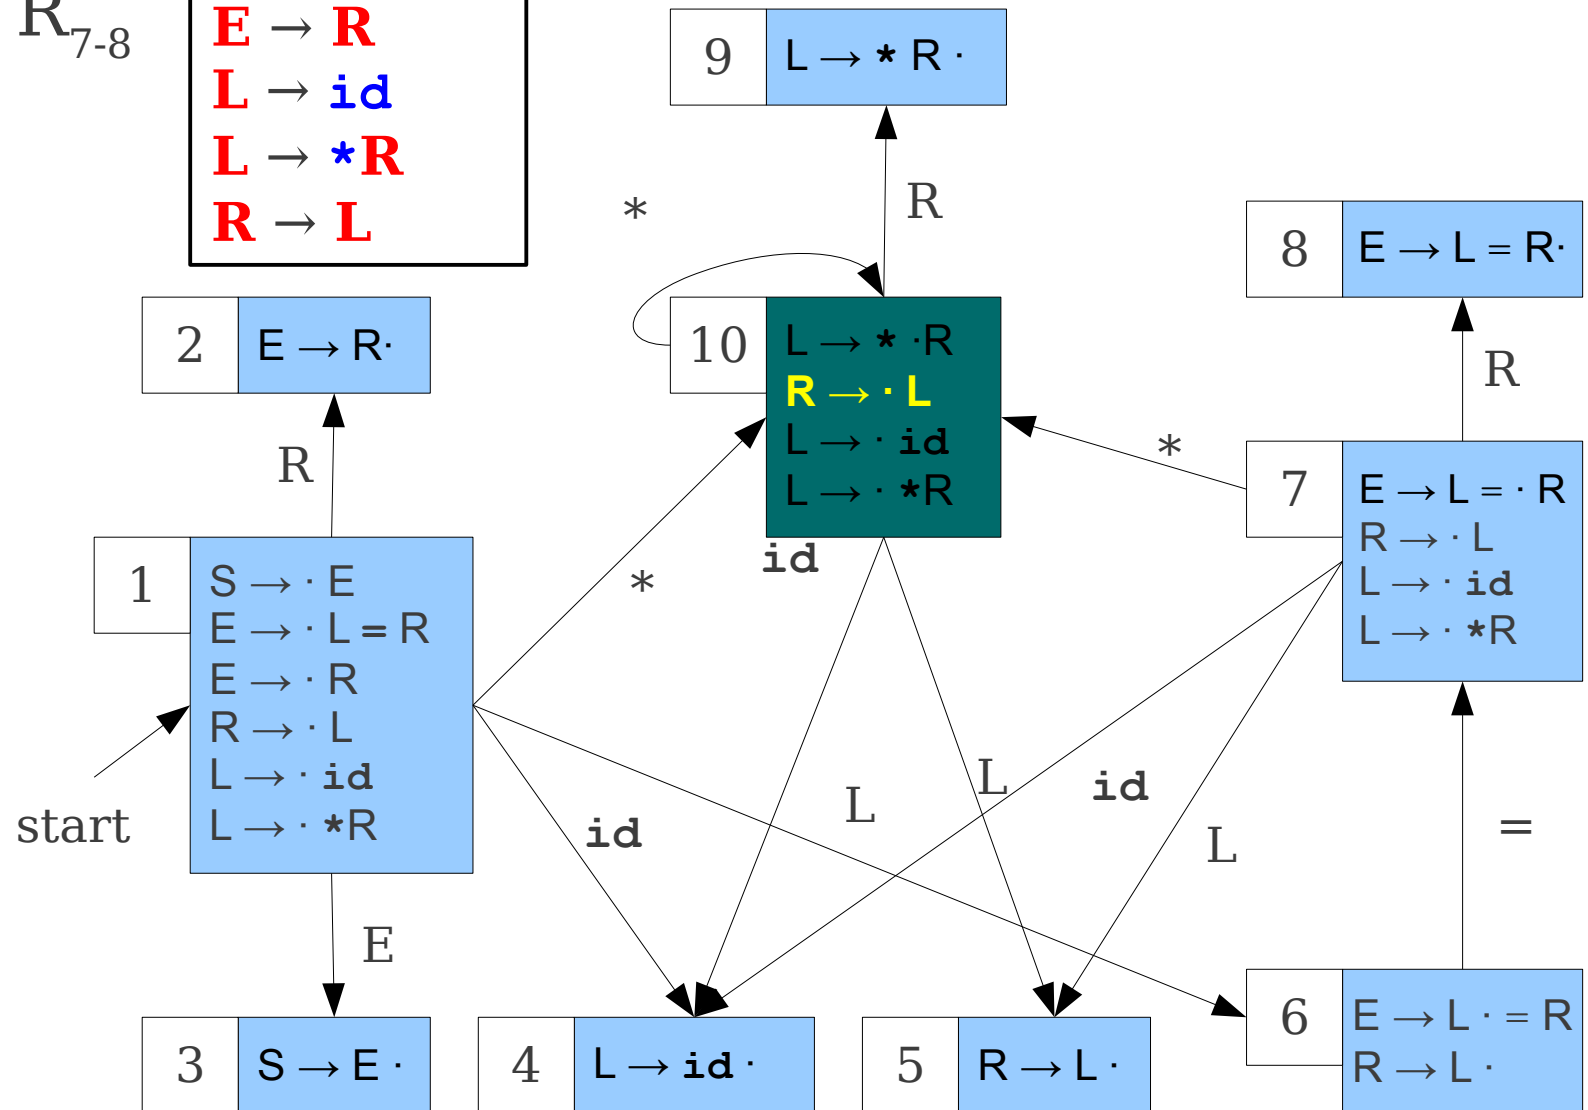 R7-8
E → R
L → id
L → *R
R → L
9
L → * R ·
*
R
8
E → L = R·
2
E → R·
10
L → * ·R
R → · L
L → · id
L → · *R
R
R
*
7
E → L = · R
R → · L
L → · id
L → · *R
1
S → · E
E → · L = R
E → · R
R → · L
L → · id
L → · *R
id
*
start
id
L
L
id
L
=
E
3
S → E ·
4
L → id ·
5
R → L ·
6
E → L · = R
R → L ·